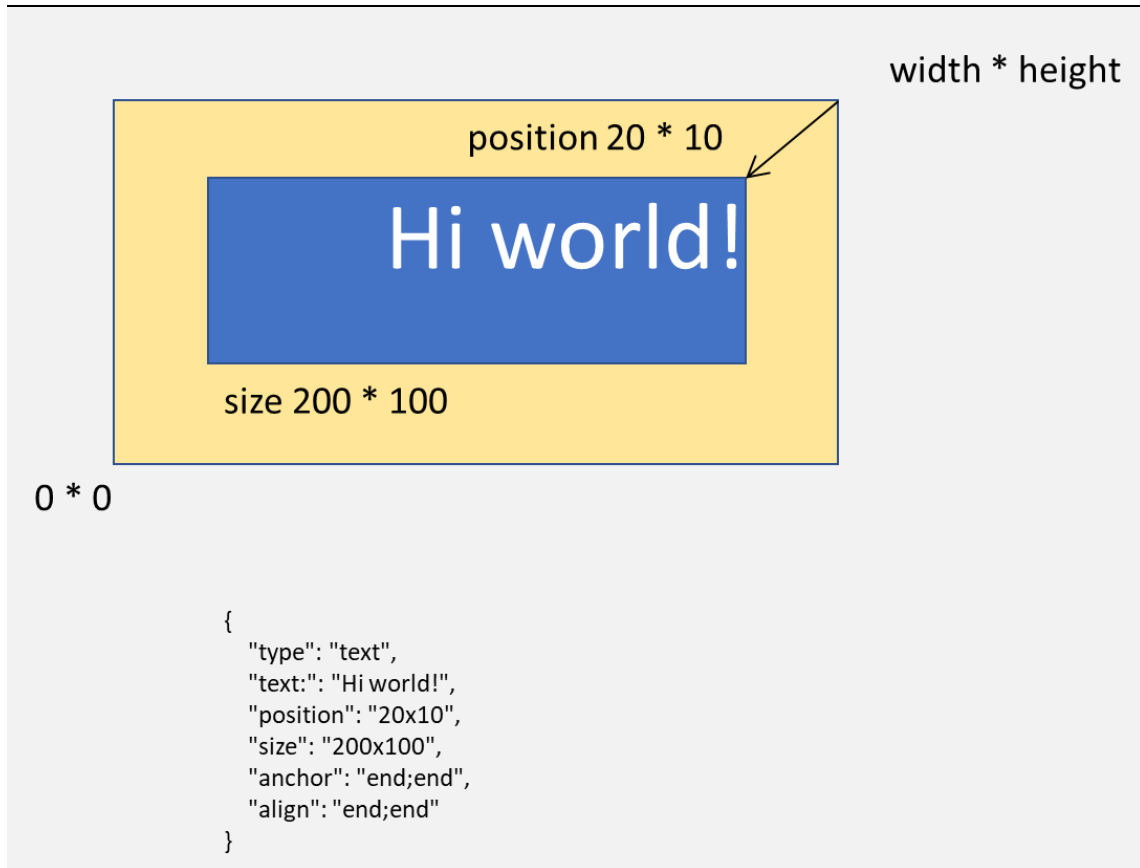 width * height
position 20 * 10
Hi world!
size 200 * 100
0 * 0
{
"type": "text",
"text:": "Hi world!",
"position": "20x10",
"size": "200x100",
"anchor": "end;end",
"align": "end;end"
}